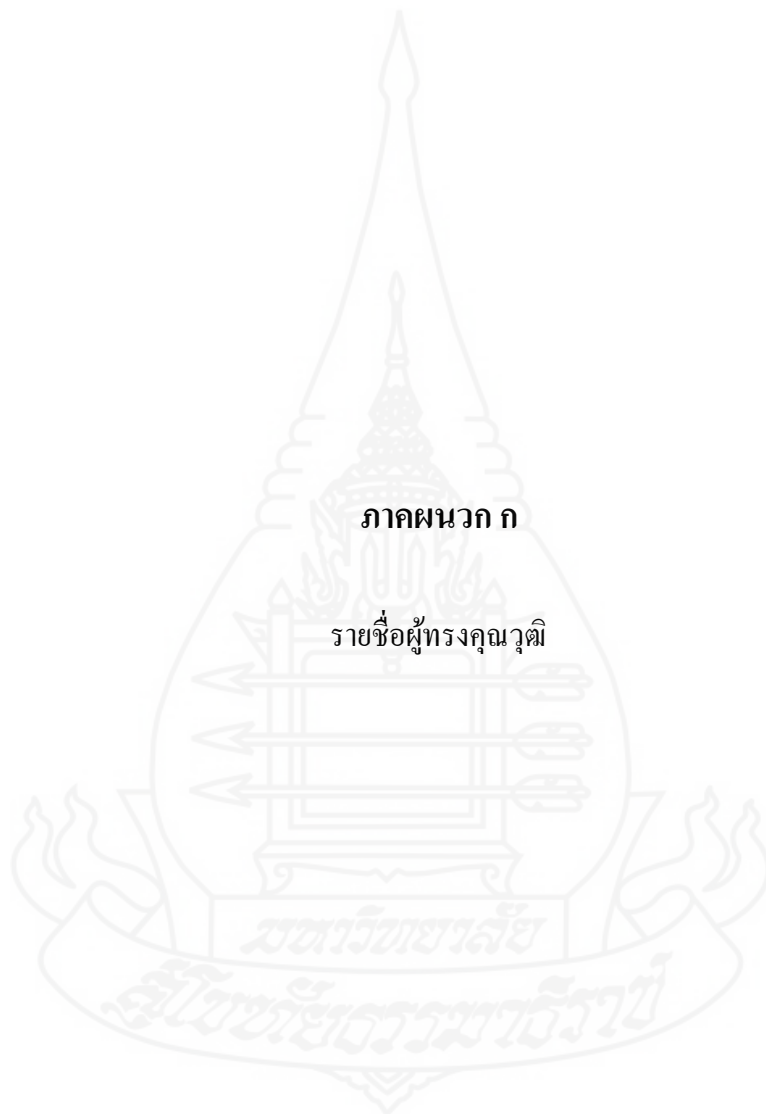 ภาคผนวก ก
รายชื่อผู้ทรงคุณวุฒิ
มหาวิทยาลัย
สุโขทัยธรรมาธิราช